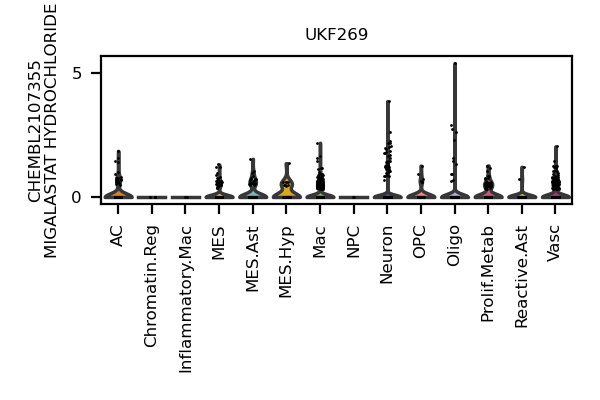 UKF269
CHEMBL2107355
MIGALASTAT HYDROCHLORIDE
5
0
AC
Chromatin.Reg
Inflammatory.Mac
MES
MES.Ast
MES.Hyp
Mac
NPC
Neuron
OPC
Oligo
Prolif.Metab
Reactive.Ast
Vasc